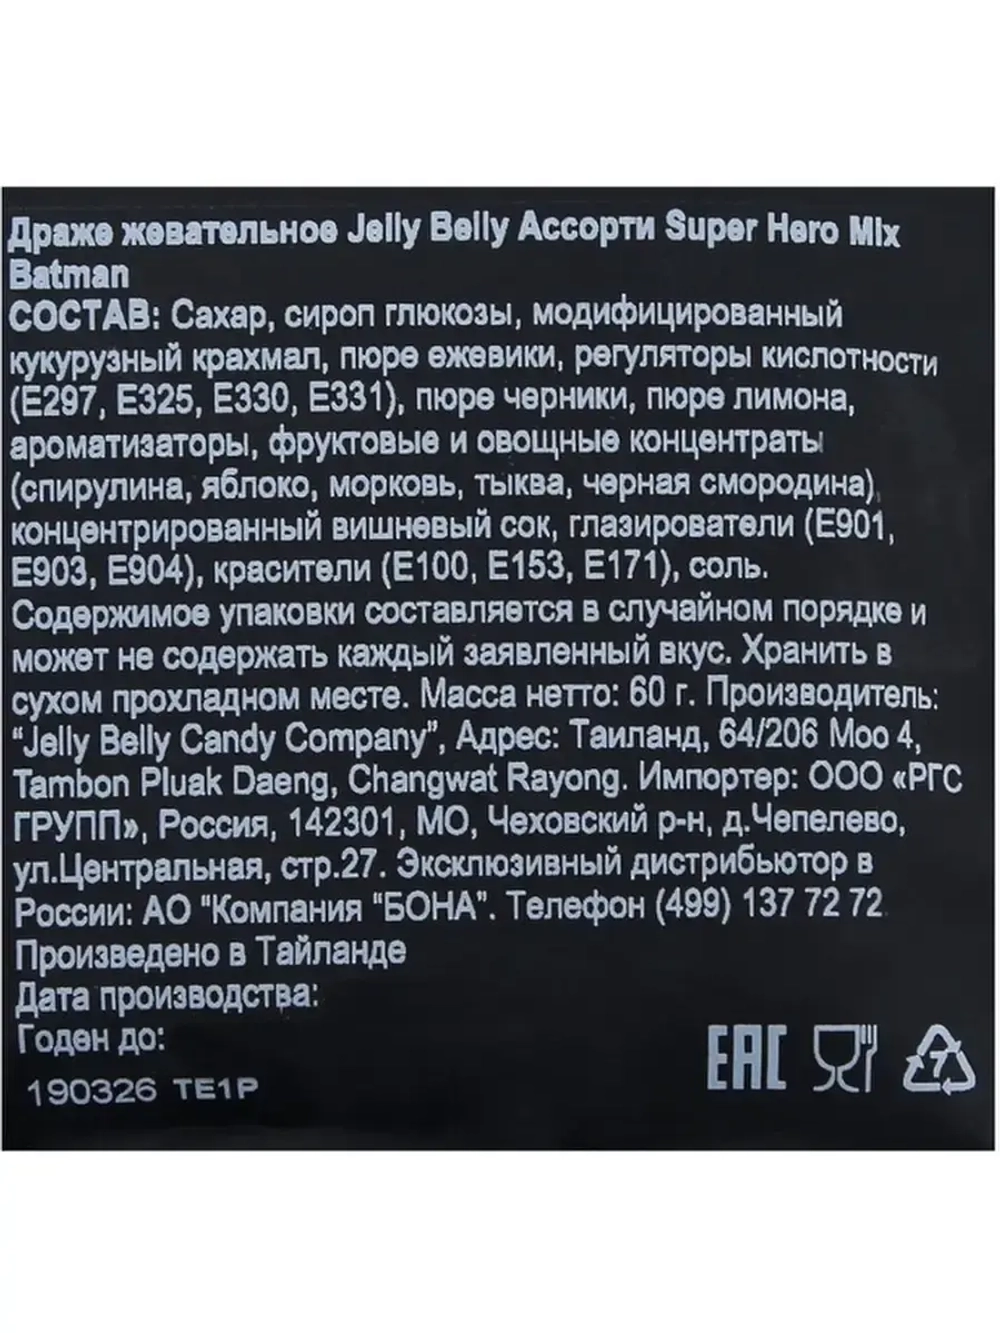 Драже жевательное Jelly Belly Ассорти Super Hero Mix
Batman
СОСТАВ: Сахар, сироп глюкозы, модифицированный
кукурузный крахмал, пюре ежевики, регуляторы кислотности
(Е297, Е325, Е330, Е331), пюре черники, пюре лимона,
ароматизаторы, фруктовые и овощные концентраты
(спирулина, яблоко, морковь, тыква, черная смородина),
концентрированный вишневый сок, глазирователи (Е901,
Е903, Е904), красители (Е100, Е153, Е171), соль.
Содержимое упаковки составляется в случайном порядке и
может не содержать каждый заявленный вкус. Хранить в
сухом прохладном месте. Масса нетто: 60 г. Производитель:
“Jelly Belly Candy Company”, Адрес: Таиланд, 64/206 Moo 4,
Tambon Pluak Daeng, Changwat Rayong. Импортер: ООО «РГС
ГРУПП», Россия, 142301, МО, Чеховский р-н, д.Чепелево,
ул.Центральная, стр.27. Эксклюзивный дистрибьютор в
России: АО "Компания “БОНА”. Телефон (499) 137 72 72
Произведено в Тайланде
Дата производства:
Годен до:
190326 TE1P
EAC
7